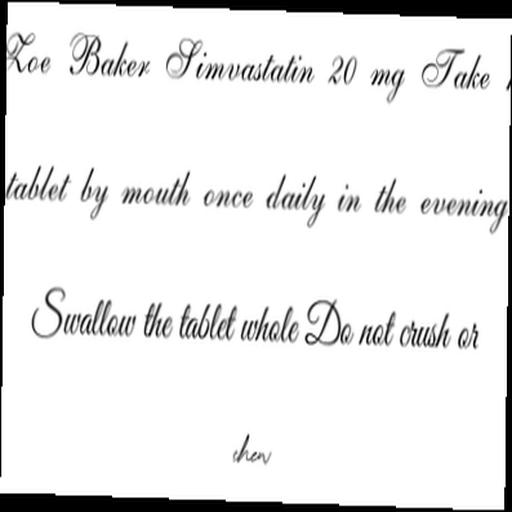 Zoe Baker Simvastatin 20 mg Take
tablet by mouth once daily in the evening
Swallow the tablet whole Do not crush or
chew